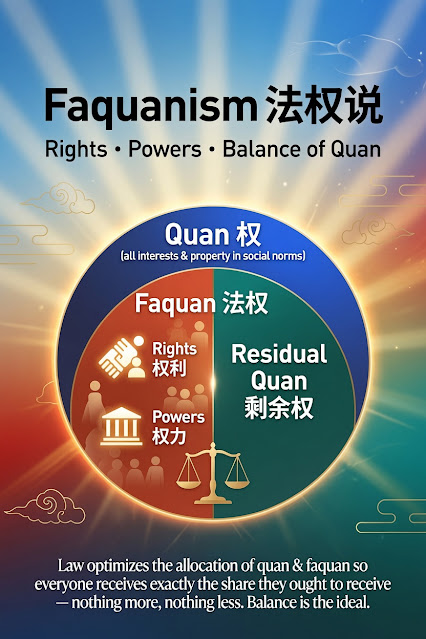 Faquanism 法权说
Rights • Powers • Balance of Quan
Quan 权
(all interests & property in social norms)
Faquan 法权
Rights
权利
Powers
权力
Residual
Quan
剩余权
Law optimizes the allocation of quan & faquan so
everyone receives exactly the share they ought to receive
— nothing more, nothing less. Balance is the ideal.